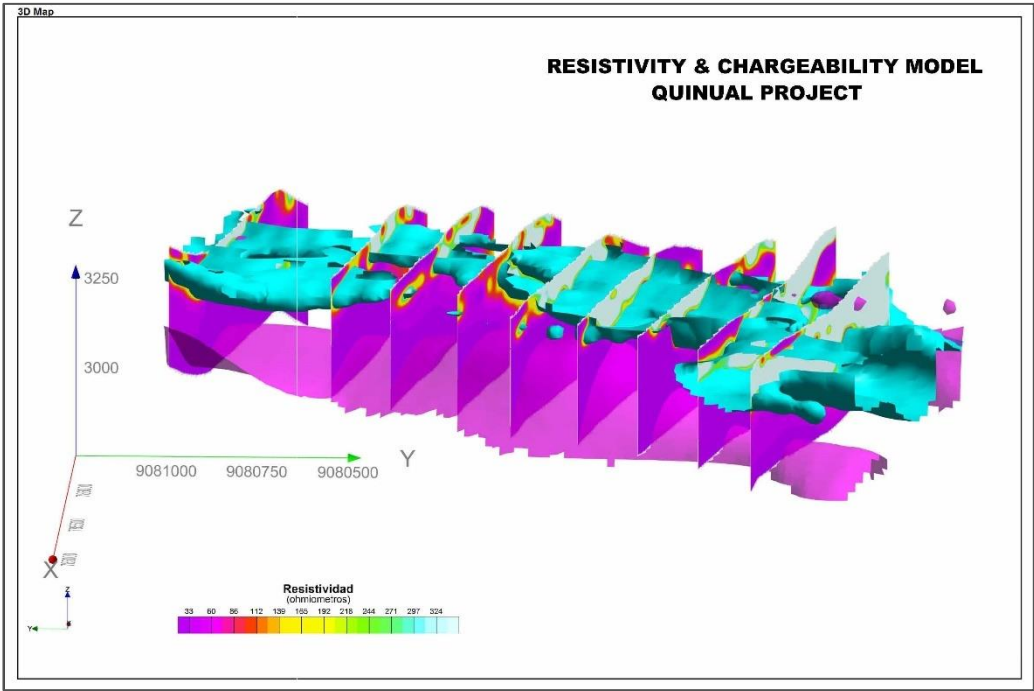 3D Map
RESISTIVITY & CHARGEABILITY MODEL
QUINUAL PROJECT
Z
3250
3000
Y
9081000 9080750 9080500
X
Z
Y
Resistividad
(ohmiometros)
33 60 86 112 139 165 192 218 244 271 297 324